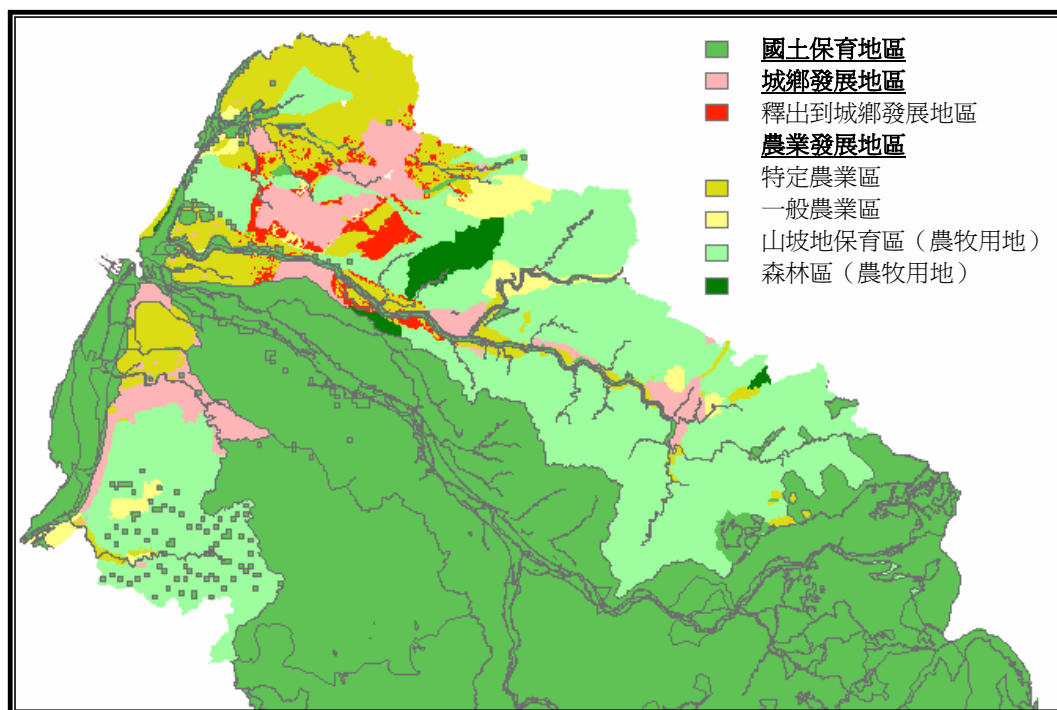 國土保育地區
城鄉發展地區
釋出到城鄉發展地區
農業發展地區
特定農業區
一般農業區
山坡地保育區（農牧用地）
森林區（農牧用地）